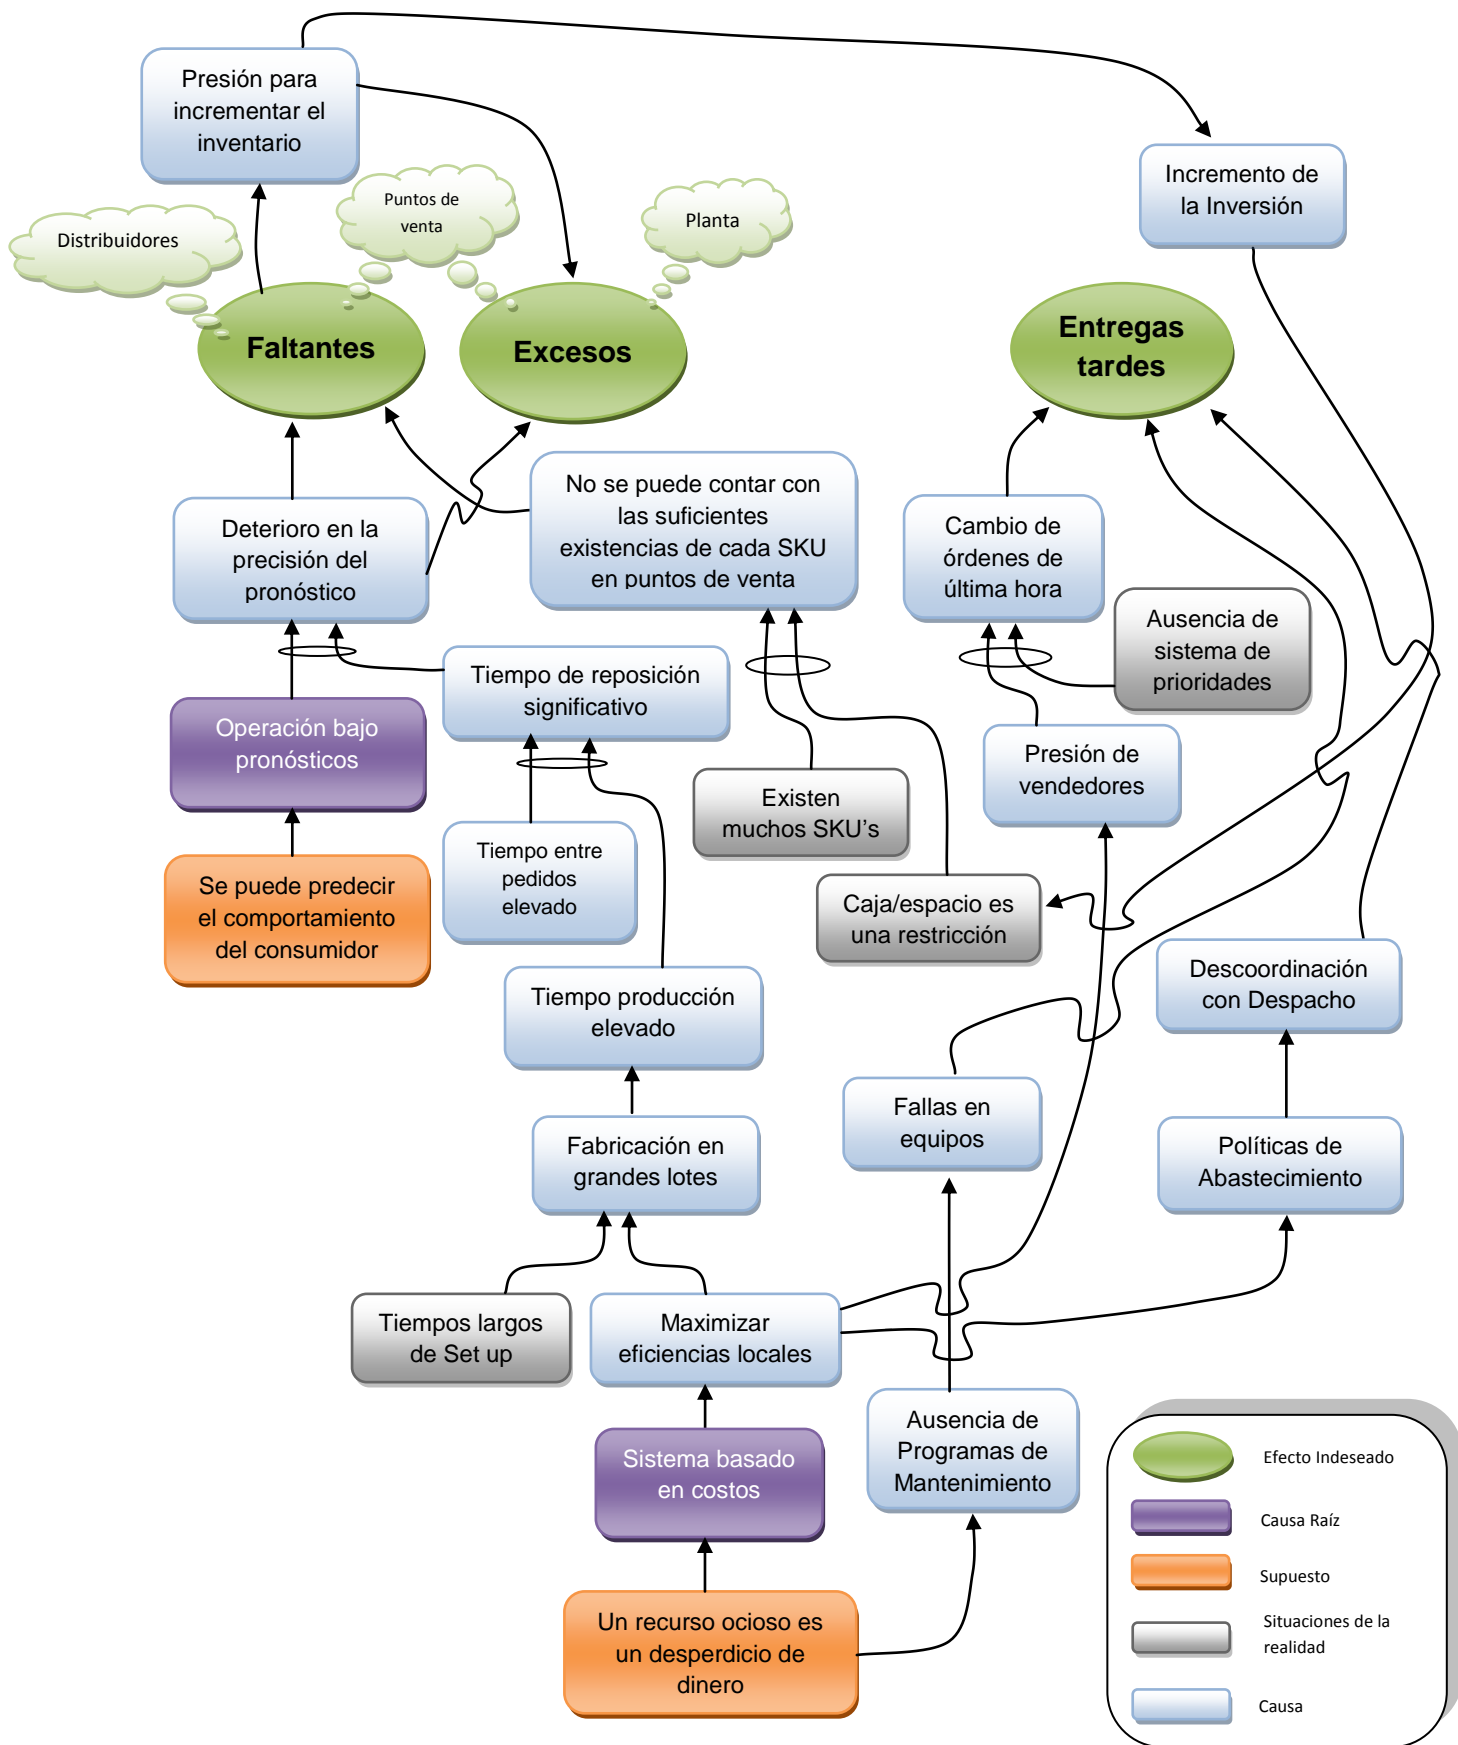 Presión para
incrementar el
inventario
Incremento de
la Inversión
Distribuidores
Puntos de
venta
Planta
Faltantes
Excesos
Entregas
tardes
Deterioro en la
precisión del
pronóstico
No se puede contar con
las suficientes
existencias de cada SKU
en puntos de venta
Cambio de
órdenes de
última hora
Ausencia de
sistema de
prioridades
Tiempo de reposición
significativo
Operación bajo
pronósticos
Presión de
vendedores
Existen
muchos SKU’s
Tiempo entre
pedidos
elevado
Se puede predecir
el comportamiento
del consumidor
Caja/espacio es
una restricción
Tiempo producción
elevado
Descoordinación
con Despacho
Fallas en
equipos
Fabricación en
grandes lotes
Políticas de
Abastecimiento
Tiempos largos
de Set up
Maximizar
eficiencias locales
Ausencia de
Programas de
Mantenimiento
Sistema basado
en costos
Un recurso ocioso es
un desperdicio de
dinero
Efecto Indeseado
Causa Raíz
Supuesto
Situaciones de la
realidad
Causa